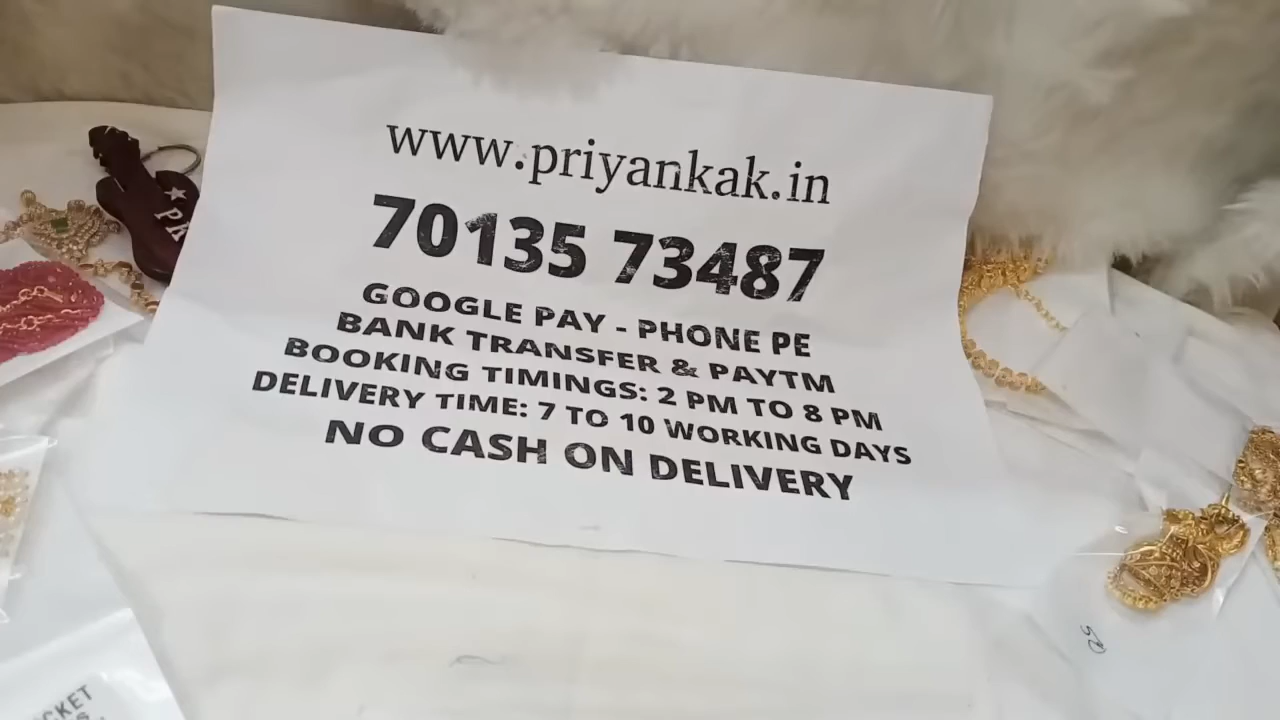 www.priyankak.in
70135 73487
GOOGLE PAY - PHONE PE
BANK TRANSFER & PAYTM
BOOKING TIMINGS: 2 PM TO 8 PM
DELIVERY TIME: 7 TO 10 WORKING DAYS
NO CASH ON DELIVERY